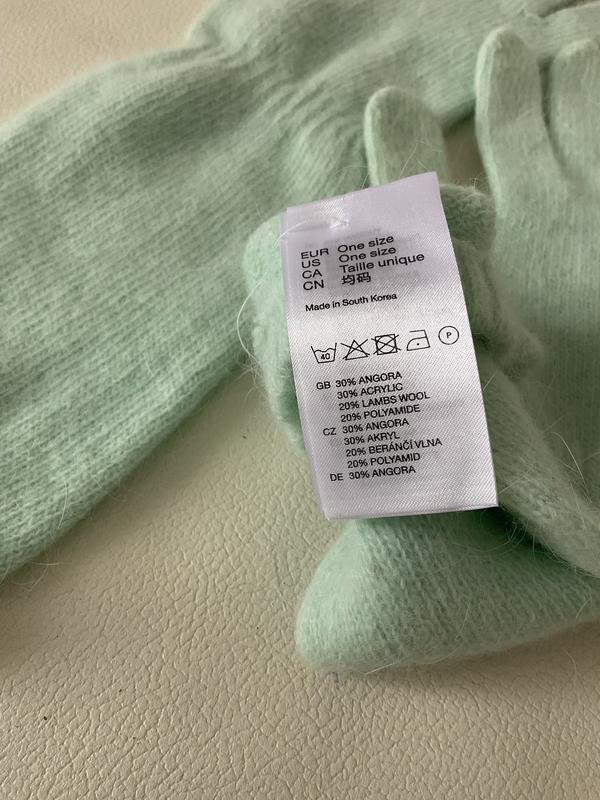 EUR One size
US One size
CA Taille unique
CN 均码
Made in South Korea
40
P
GB 30% ANGORA
30% ACRYLIC
20% LAMBS WOOL
20% POLYAMIDE
CZ 30% ANGORA
30% AKRYL
20% BERÁNČÍ VLNA
20% POLYAMID
DE 30% ANGORA